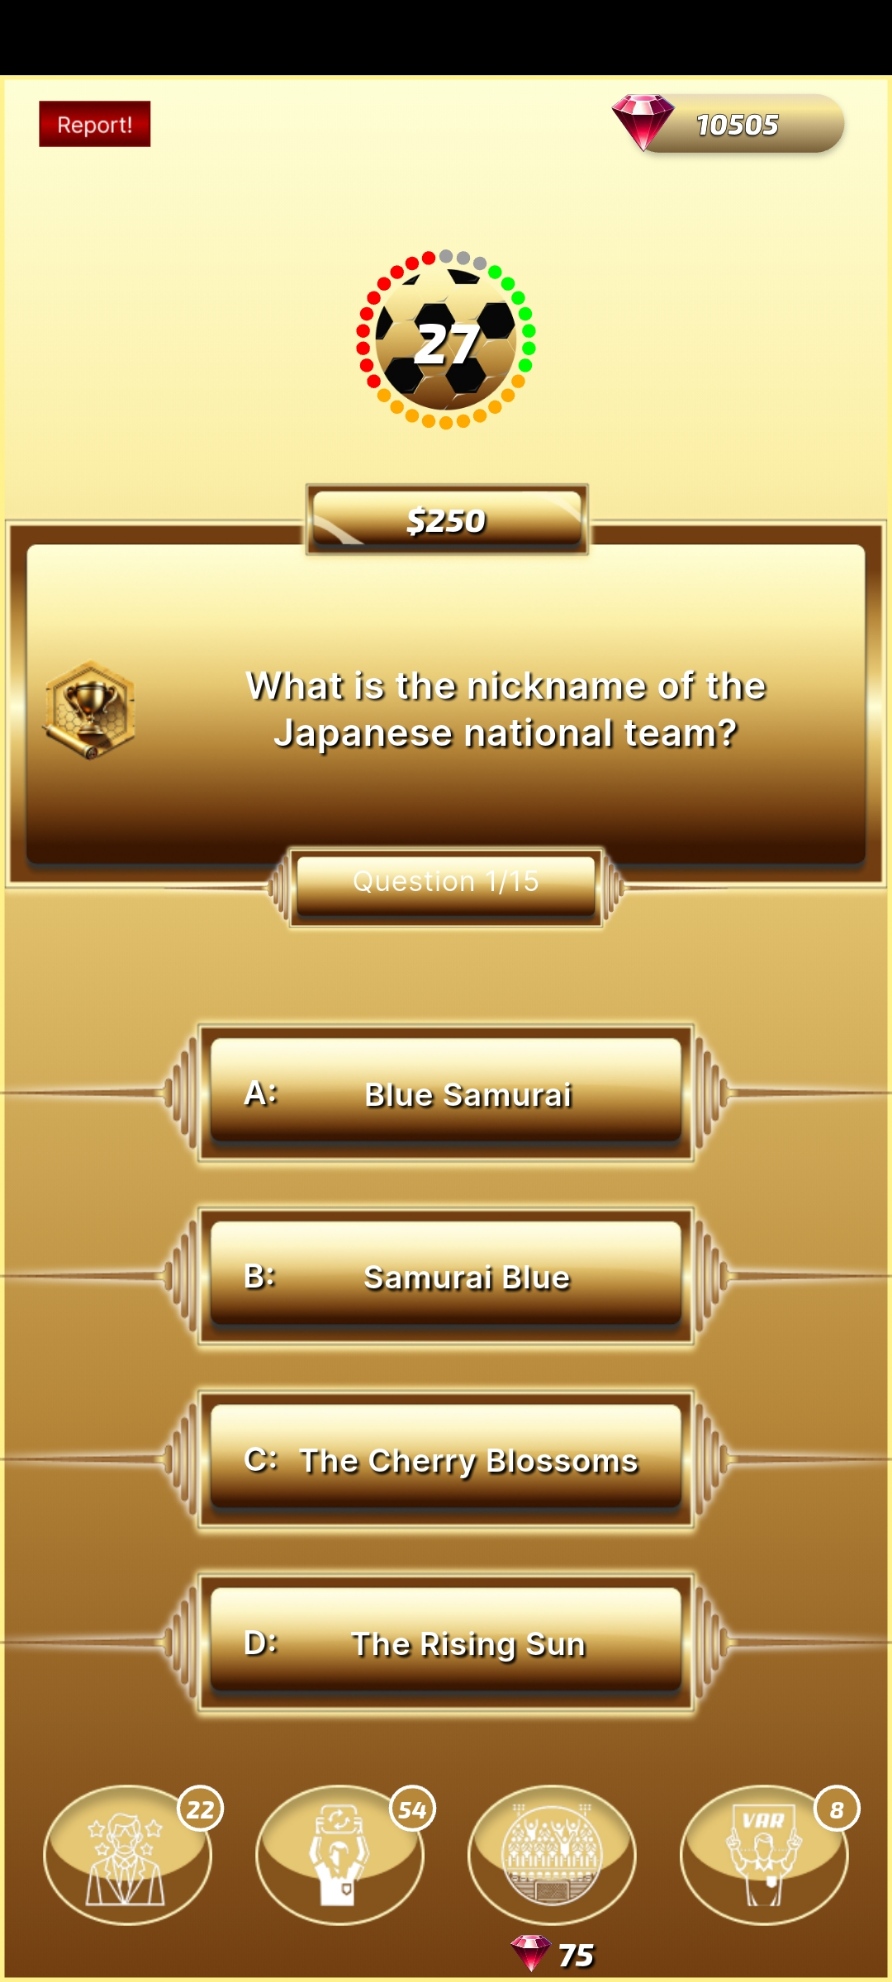 Report!
10505
27
$250
What is the nickname of the
Japanese national team?
Question 1/15
A: Blue Samurai
B: Samurai Blue
C: The Cherry Blossoms
D: The Rising Sun
22
54
8
VAR
75